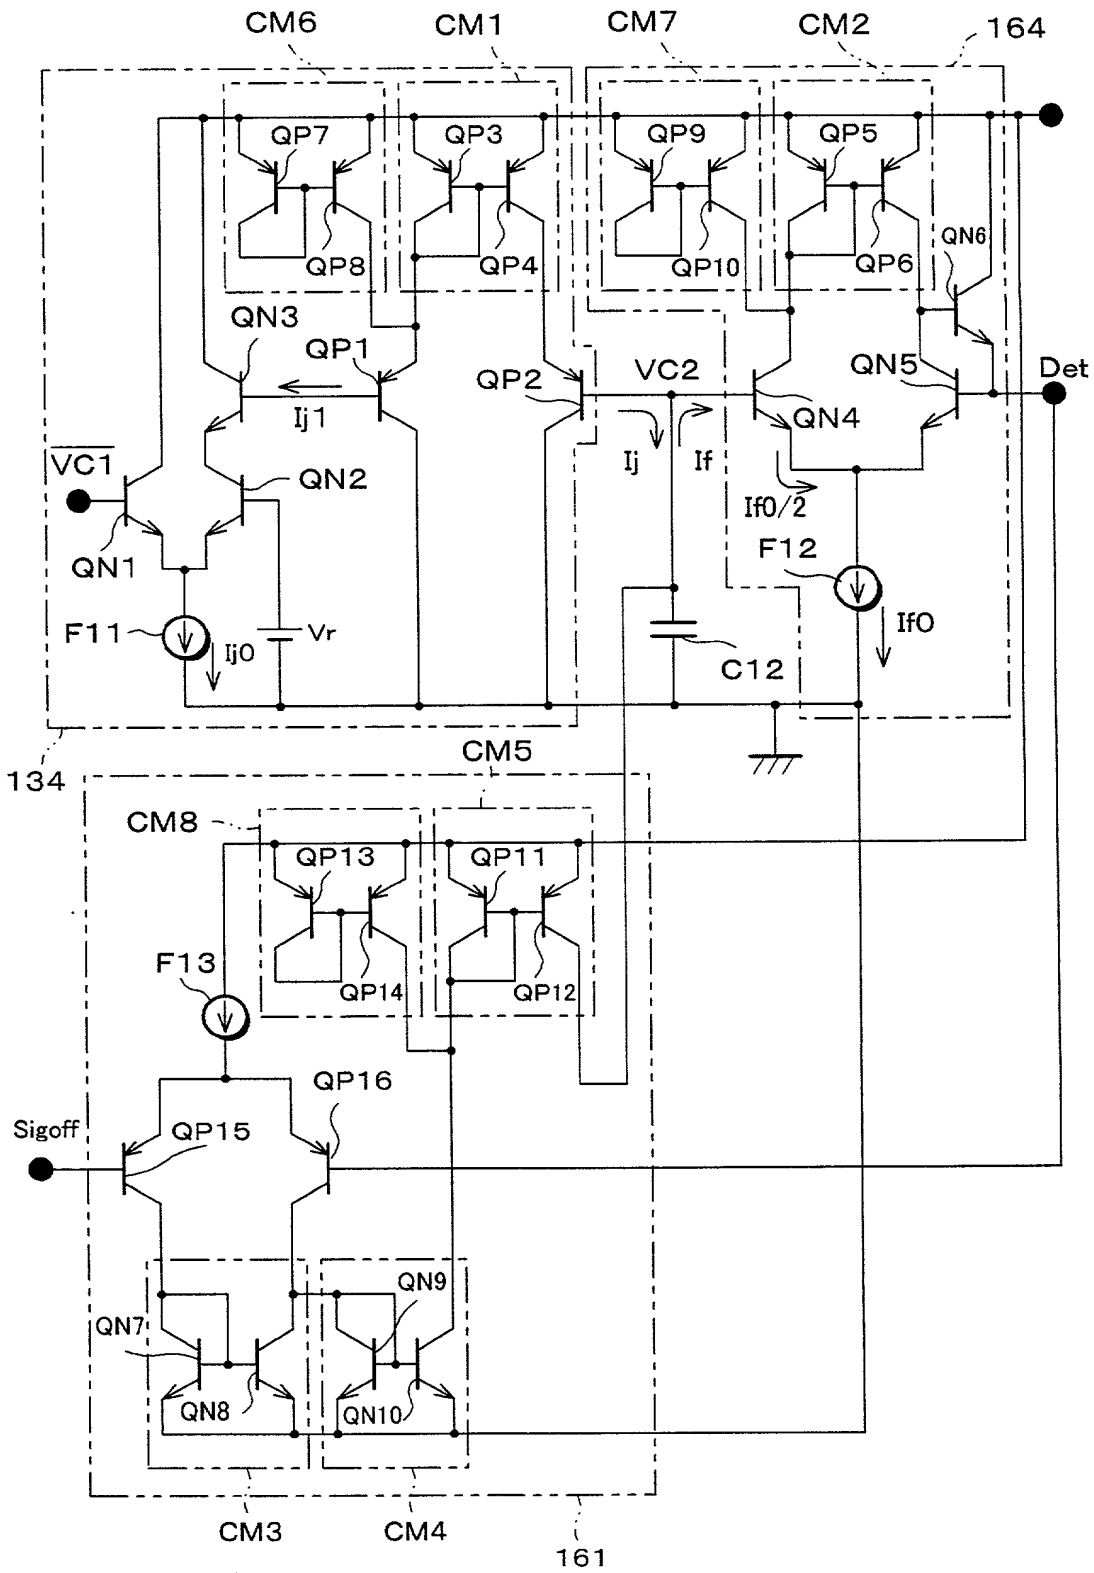 CM6 CM1 CM7 CM2 164
QP7 QP3 QP9 QP5
QN6
QP8 QP4 QP10 QP6
QN3 QP1 QP2 VC2 QN5 Det
Ij1 QN4
VC1 QN2 Ij If If0/2
QN1 F12
F11 Ij0 Vr C12 If0
134 CM5
CM8 QP13 QP11
F13 QP14 QP12
QP16
Sigoff QP15
QN7 QN9
QN8 QN10
CM3 CM4 161